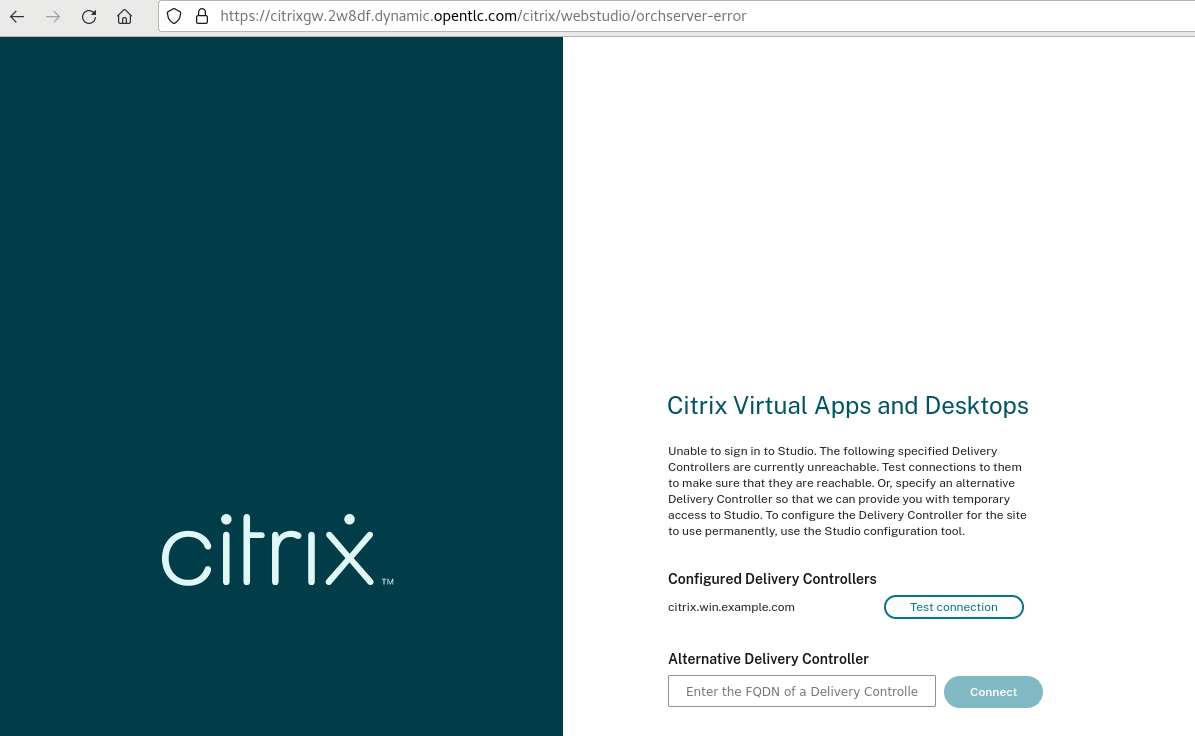 https://citrixgw.2w8df.dynamic.opentlc.com/citrix/webstudio/orchserver-error
citrix
TM
Citrix Virtual Apps and Desktops
Unable to sign in to Studio. The following specified Delivery
Controllers are currently unreachable. Test connections to them
to make sure that they are reachable. Or, specify an alternative
Delivery Controller so that we can provide you with temporary
access to Studio. To configure the Delivery Controller for the site
to use permanently, use the Studio configuration tool.
Configured Delivery Controllers
citrix.win.example.com Test connection
Alternative Delivery Controller
Enter the FQDN of a Delivery Controlle Connect